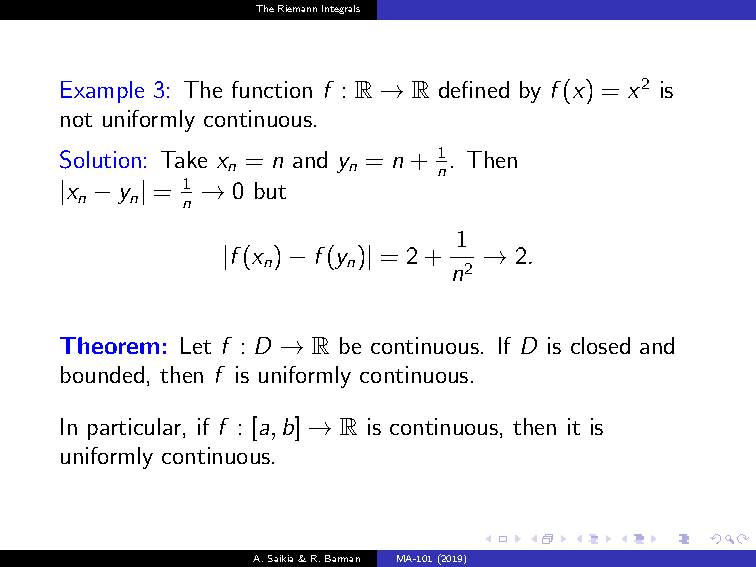 The Riemann Integrals
Example 3: The function f : ℝ → ℝ defined by f(x) = x² is
not uniformly continuous.
Solution: Take xₙ = n and yₙ = n + 1/n. Then
|xₙ − yₙ| = 1/n → 0 but
|f(xₙ) − f(yₙ)| = 2 + 1/n² → 2.
Theorem: Let f : D → ℝ be continuous. If D is closed and
bounded, then f is uniformly continuous.
In particular, if f : [a, b] → ℝ is continuous, then it is
uniformly continuous.
A. Saikia & R. Barman MA-101 (2019)